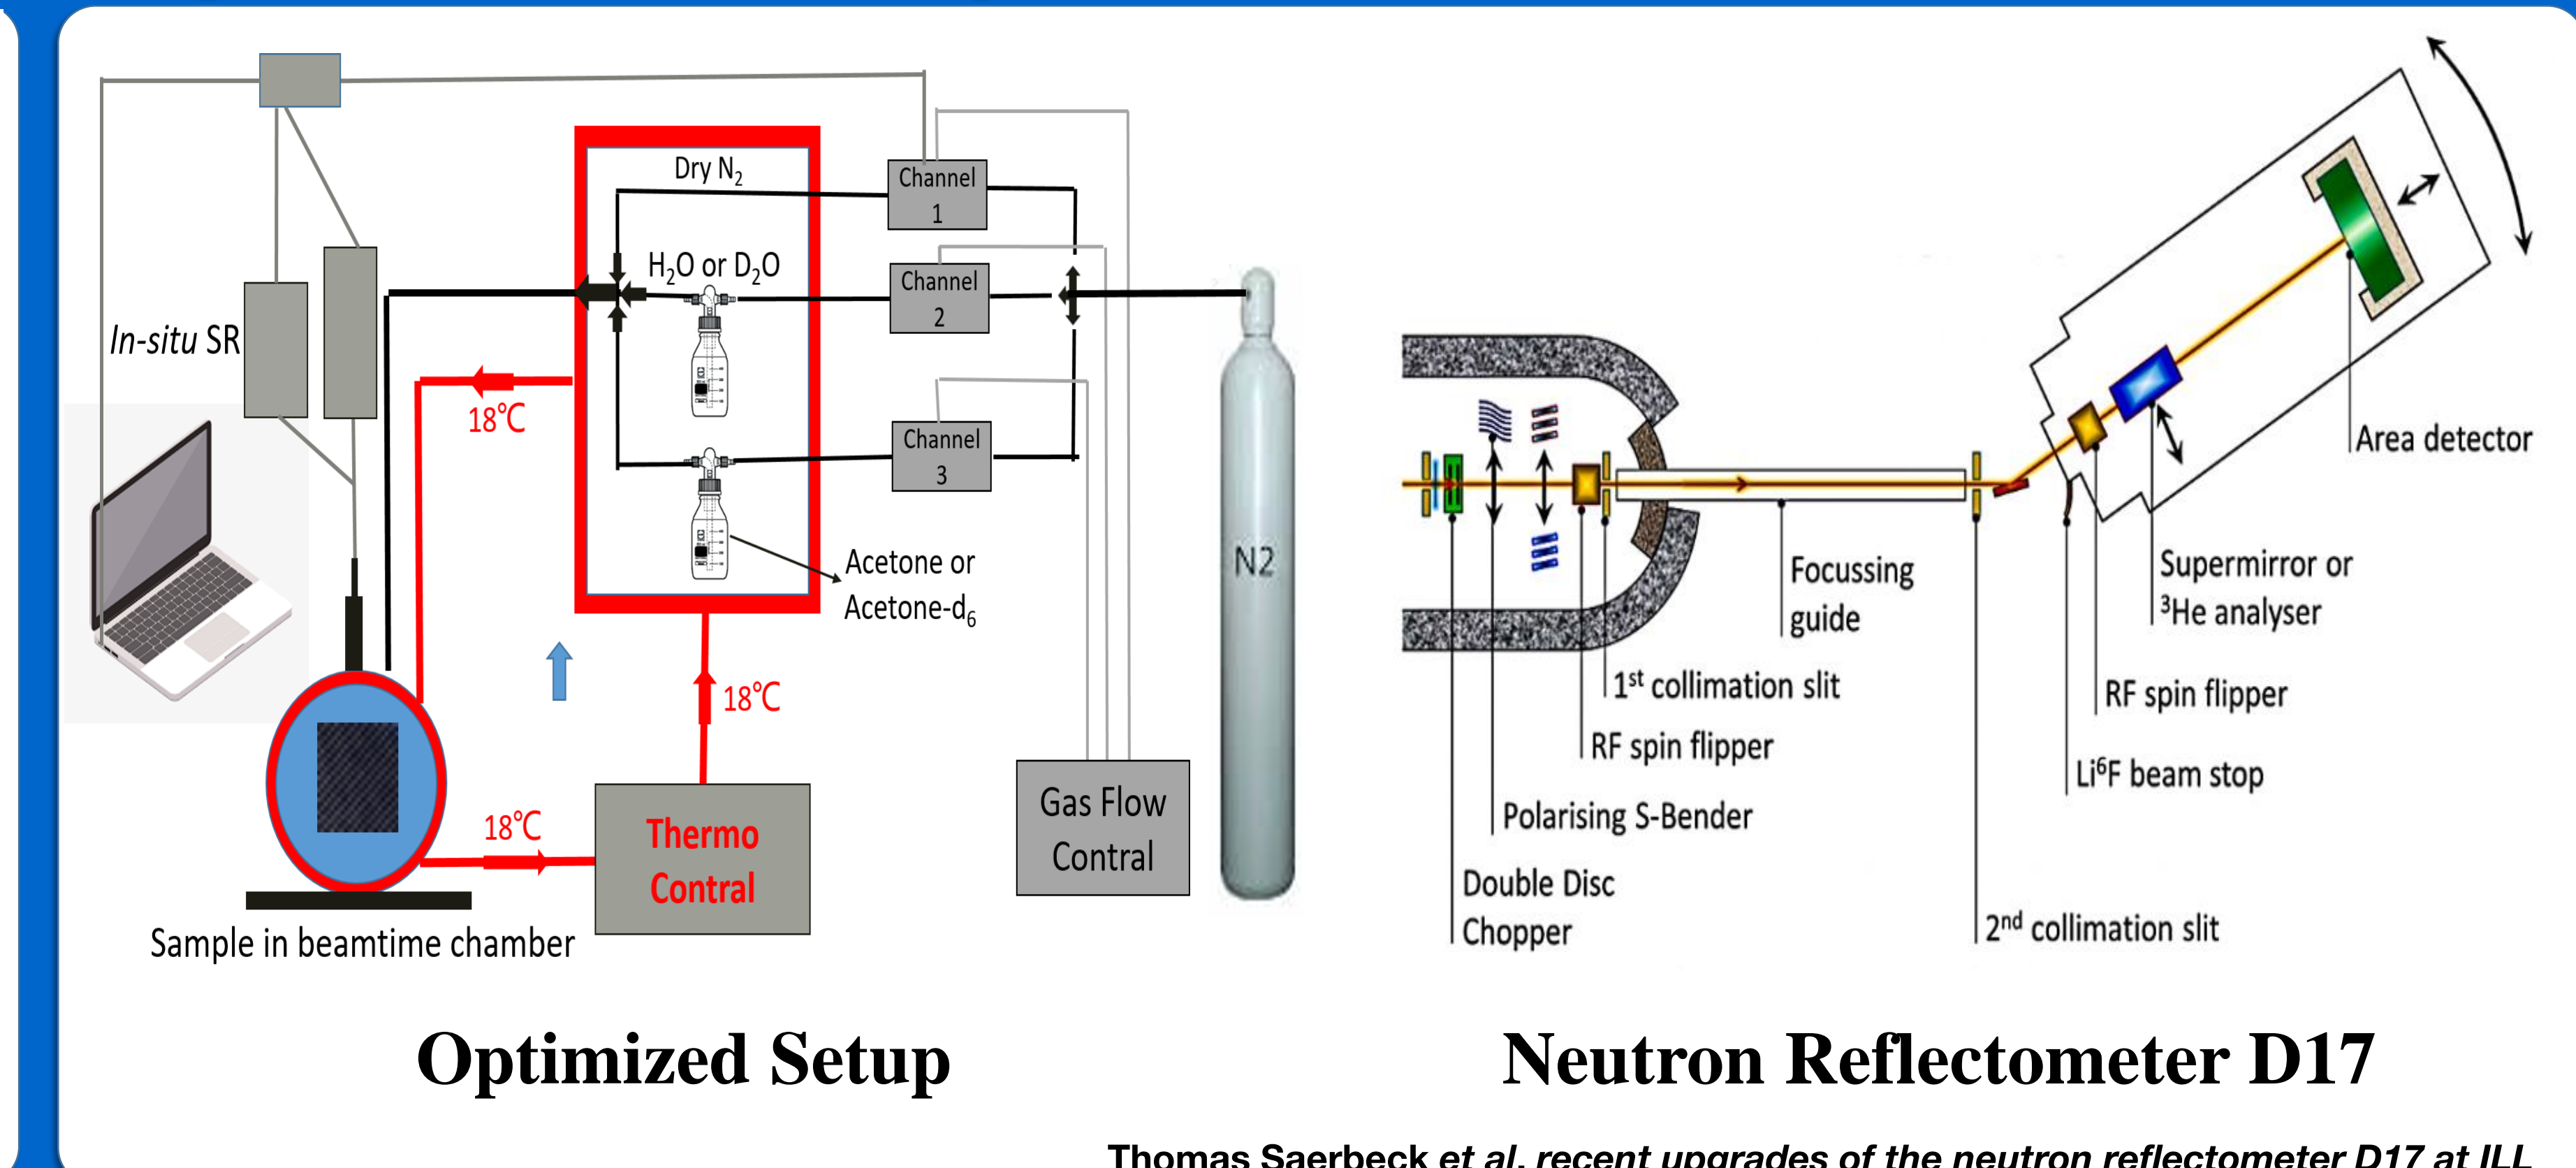 Dry N₂
Channel
1
H₂O or D₂O
Channel
2
In-situ SR
18℃
Channel
3
Acetone or
Acetone-d₆
N2
18℃
18℃
Thermo
Contral
Gas Flow
Contral
Sample in beamtime chamber
Optimized Setup
Area detector
Supermirror or
³He analyser
Focussing
guide
1ˢᵗ collimation slit
RF spin flipper
RF spin flipper
Li⁶F beam stop
Polarising S-Bender
Double Disc
Chopper
2ⁿᵈ collimation slit
Neutron Reflectometer D17
Thomas Saerbeck et al. recent upgrades of the neutron reflectometer D17 at ILL